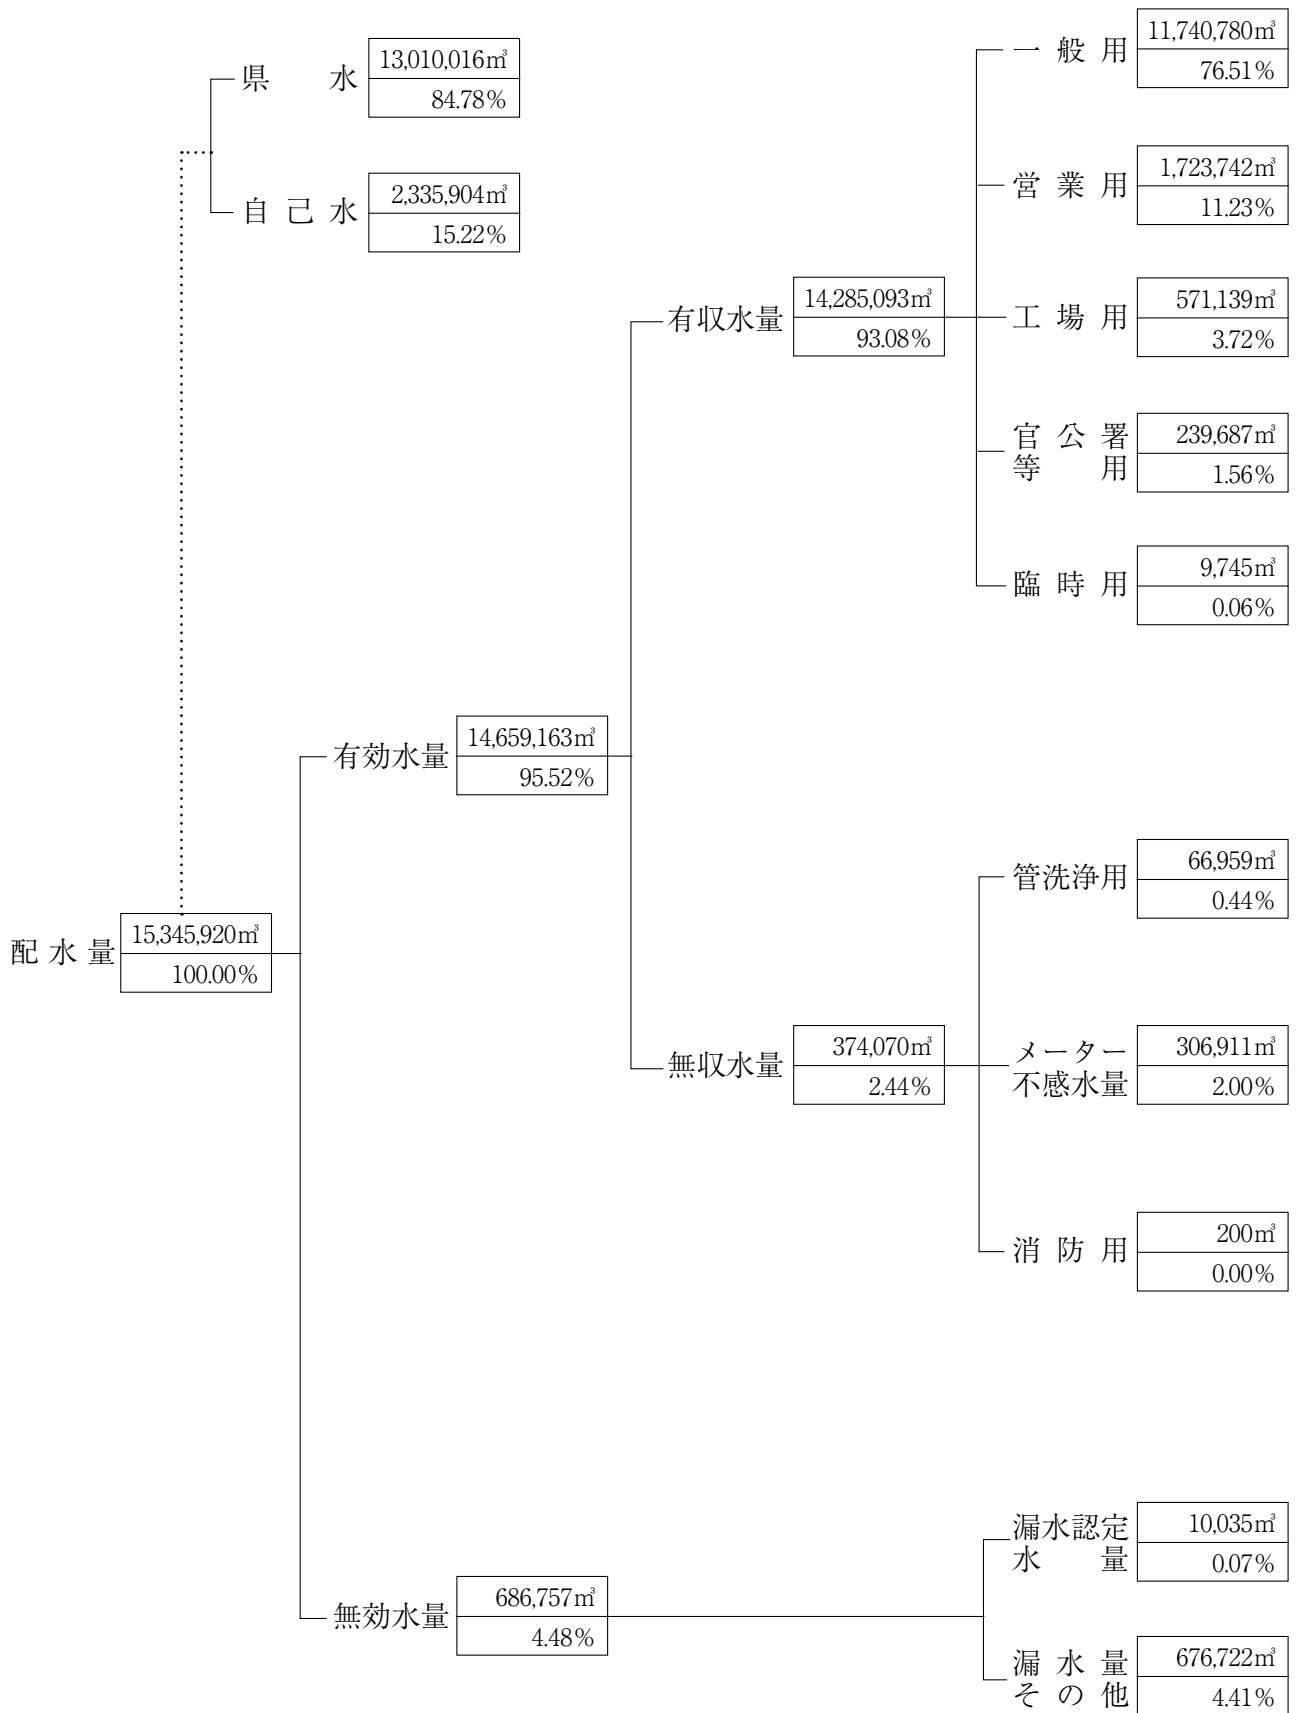 県水
13,010,016㎥
84.78%
自己水
2,335,904㎥
15.22%
配水量
15,345,920㎥
100.00%
有効水量
14,659,163㎥
95.52%
有収水量
14,285,093㎥
93.08%
一般用
11,740,780㎥
76.51%
営業用
1,723,742㎥
11.23%
工場用
571,139㎥
3.72%
官公署
等用
239,687㎥
1.56%
臨時用
9,745㎥
0.06%
無収水量
374,070㎥
2.44%
管洗浄用
66,959㎥
0.44%
メーター
不感水量
306,911㎥
2.00%
消防用
200㎥
0.00%
無効水量
686,757㎥
4.48%
漏水認定
水量
10,035㎥
0.07%
漏水量
その他
676,722㎥
4.41%